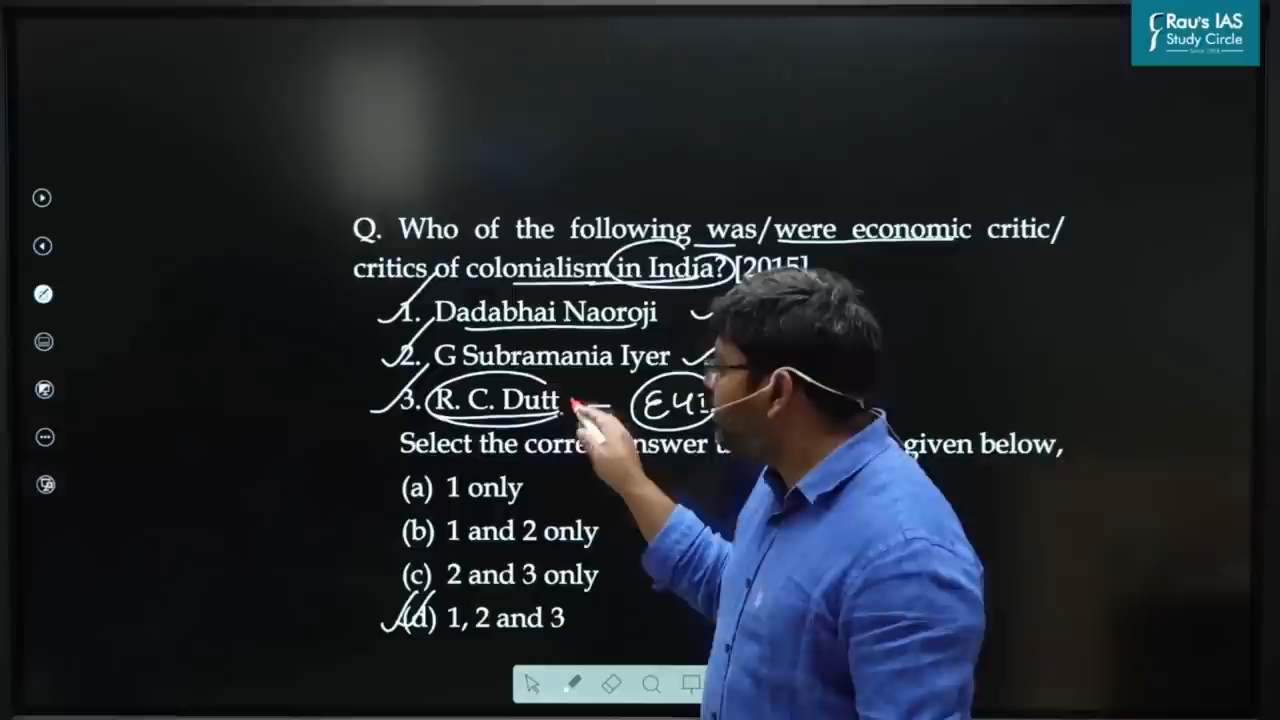 Rau's IAS
Study Circle
Q. Who of the following was/were economic critic/
critics of colonialism in India? [2015]
1. Dadabhai Naoroji
2. G Subramania Iyer
3. R. C. Dutt
Select the given below,
(a) 1 only
(b) 1 and 2 only
(c) 2 and 3 only
(d) 1, 2 and 3